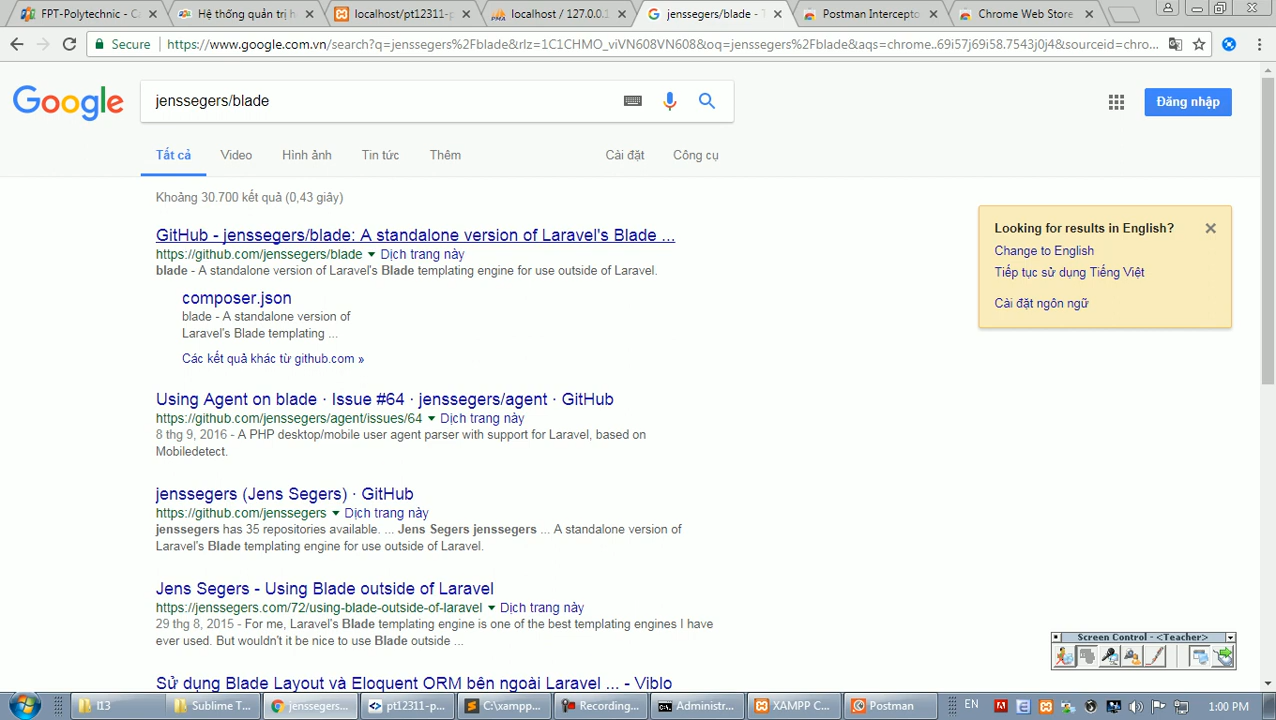 FPT-Polytechnic - C
Hệ thống quản trị h
localhost/pt12311-p
localhost / 127.0.0.1
jenssegers/blade - T
Postman Intercepto
Chrome Web Store
Secure
https://www.google.com.vn/search?q=jenssegers%2Fblade&rlz=1C1CHMO_viVN608VN608&oq=jenssegers%2Fblade&aqs=chrome..69i57j69i58.7543j0j4&sourceid=chro...
Google
jenssegers/blade
Đăng nhập
Tất cả Video Hình ảnh Tin tức Thêm Cài đặt Công cụ
Khoảng 30.700 kết quả (0,43 giây)
GitHub - jenssegers/blade: A standalone version of Laravel's Blade ...
https://github.com/jenssegers/blade Dịch trang này
blade - A standalone version of Laravel's Blade templating engine for use outside of Laravel.
composer.json
blade - A standalone version of
Laravel's Blade templating ...
Các kết quả khác từ github.com »
Using Agent on blade · Issue #64 · jenssegers/agent · GitHub
https://github.com/jenssegers/agent/issues/64 Dịch trang này
8 thg 9, 2016 - A PHP desktop/mobile user agent parser with support for Laravel, based on
Mobiledetect.
jenssegers (Jens Segers) · GitHub
https://github.com/jenssegers Dịch trang này
jenssegers has 35 repositories available. ... Jens Segers jenssegers ... A standalone version of
Laravel's Blade templating engine for use outside of Laravel.
Jens Segers - Using Blade outside of Laravel
https://jenssegers.com/72/using-blade-outside-of-laravel Dịch trang này
29 thg 8, 2015 - For me, Laravel's Blade templating engine is one of the best templating engines I have
ever used. But wouldn't it be nice to use Blade outside ...
Sử dụng Blade Layout và Eloquent ORM bên ngoài Laravel ... - Viblo
Looking for results in English?
Change to English
Tiếp tục sử dụng Tiếng Việt
Cài đặt ngôn ngữ
Screen Control - <Teacher>
l13
Sublime T...
jenssegers...
pt12311-p...
C:\xampp...
Recording...
Administr...
XAMPP C...
Postman
EN
1:00 PM